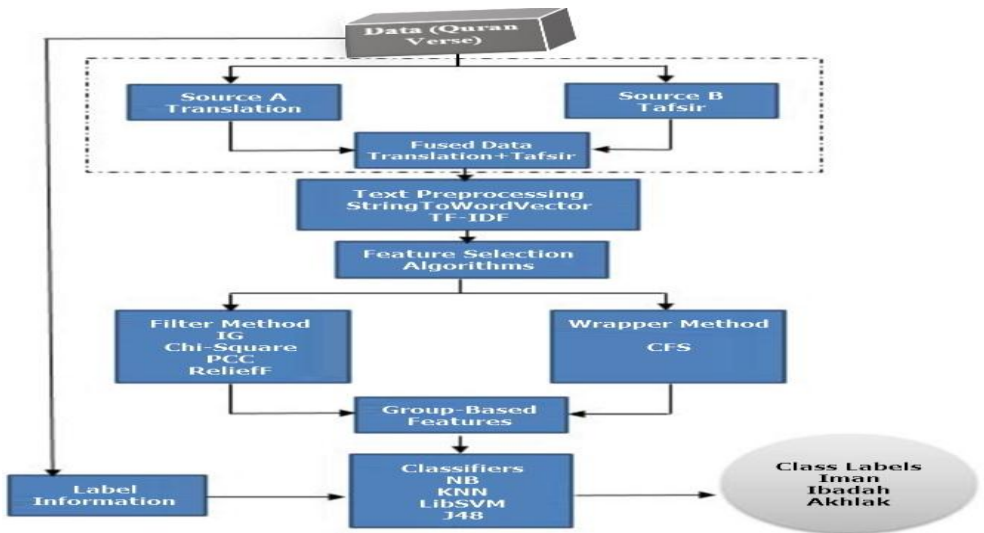 Data (Quran
Verse)
Source A
Translation
Source B
Tafsir
Fused Data
Translation+Tafsir
Text Preprocessing
StringToWordVector
TF-IDF
Feature Selection
Algorithms
Filter Method
IG
Chi-Square
PCC
ReliefF
Wrapper Method
CFS
Group-Based
Features
Label
Information
Classifiers
NB
KNN
LibSVM
J48
Class Labels
Iman
Ibadah
Akhlak